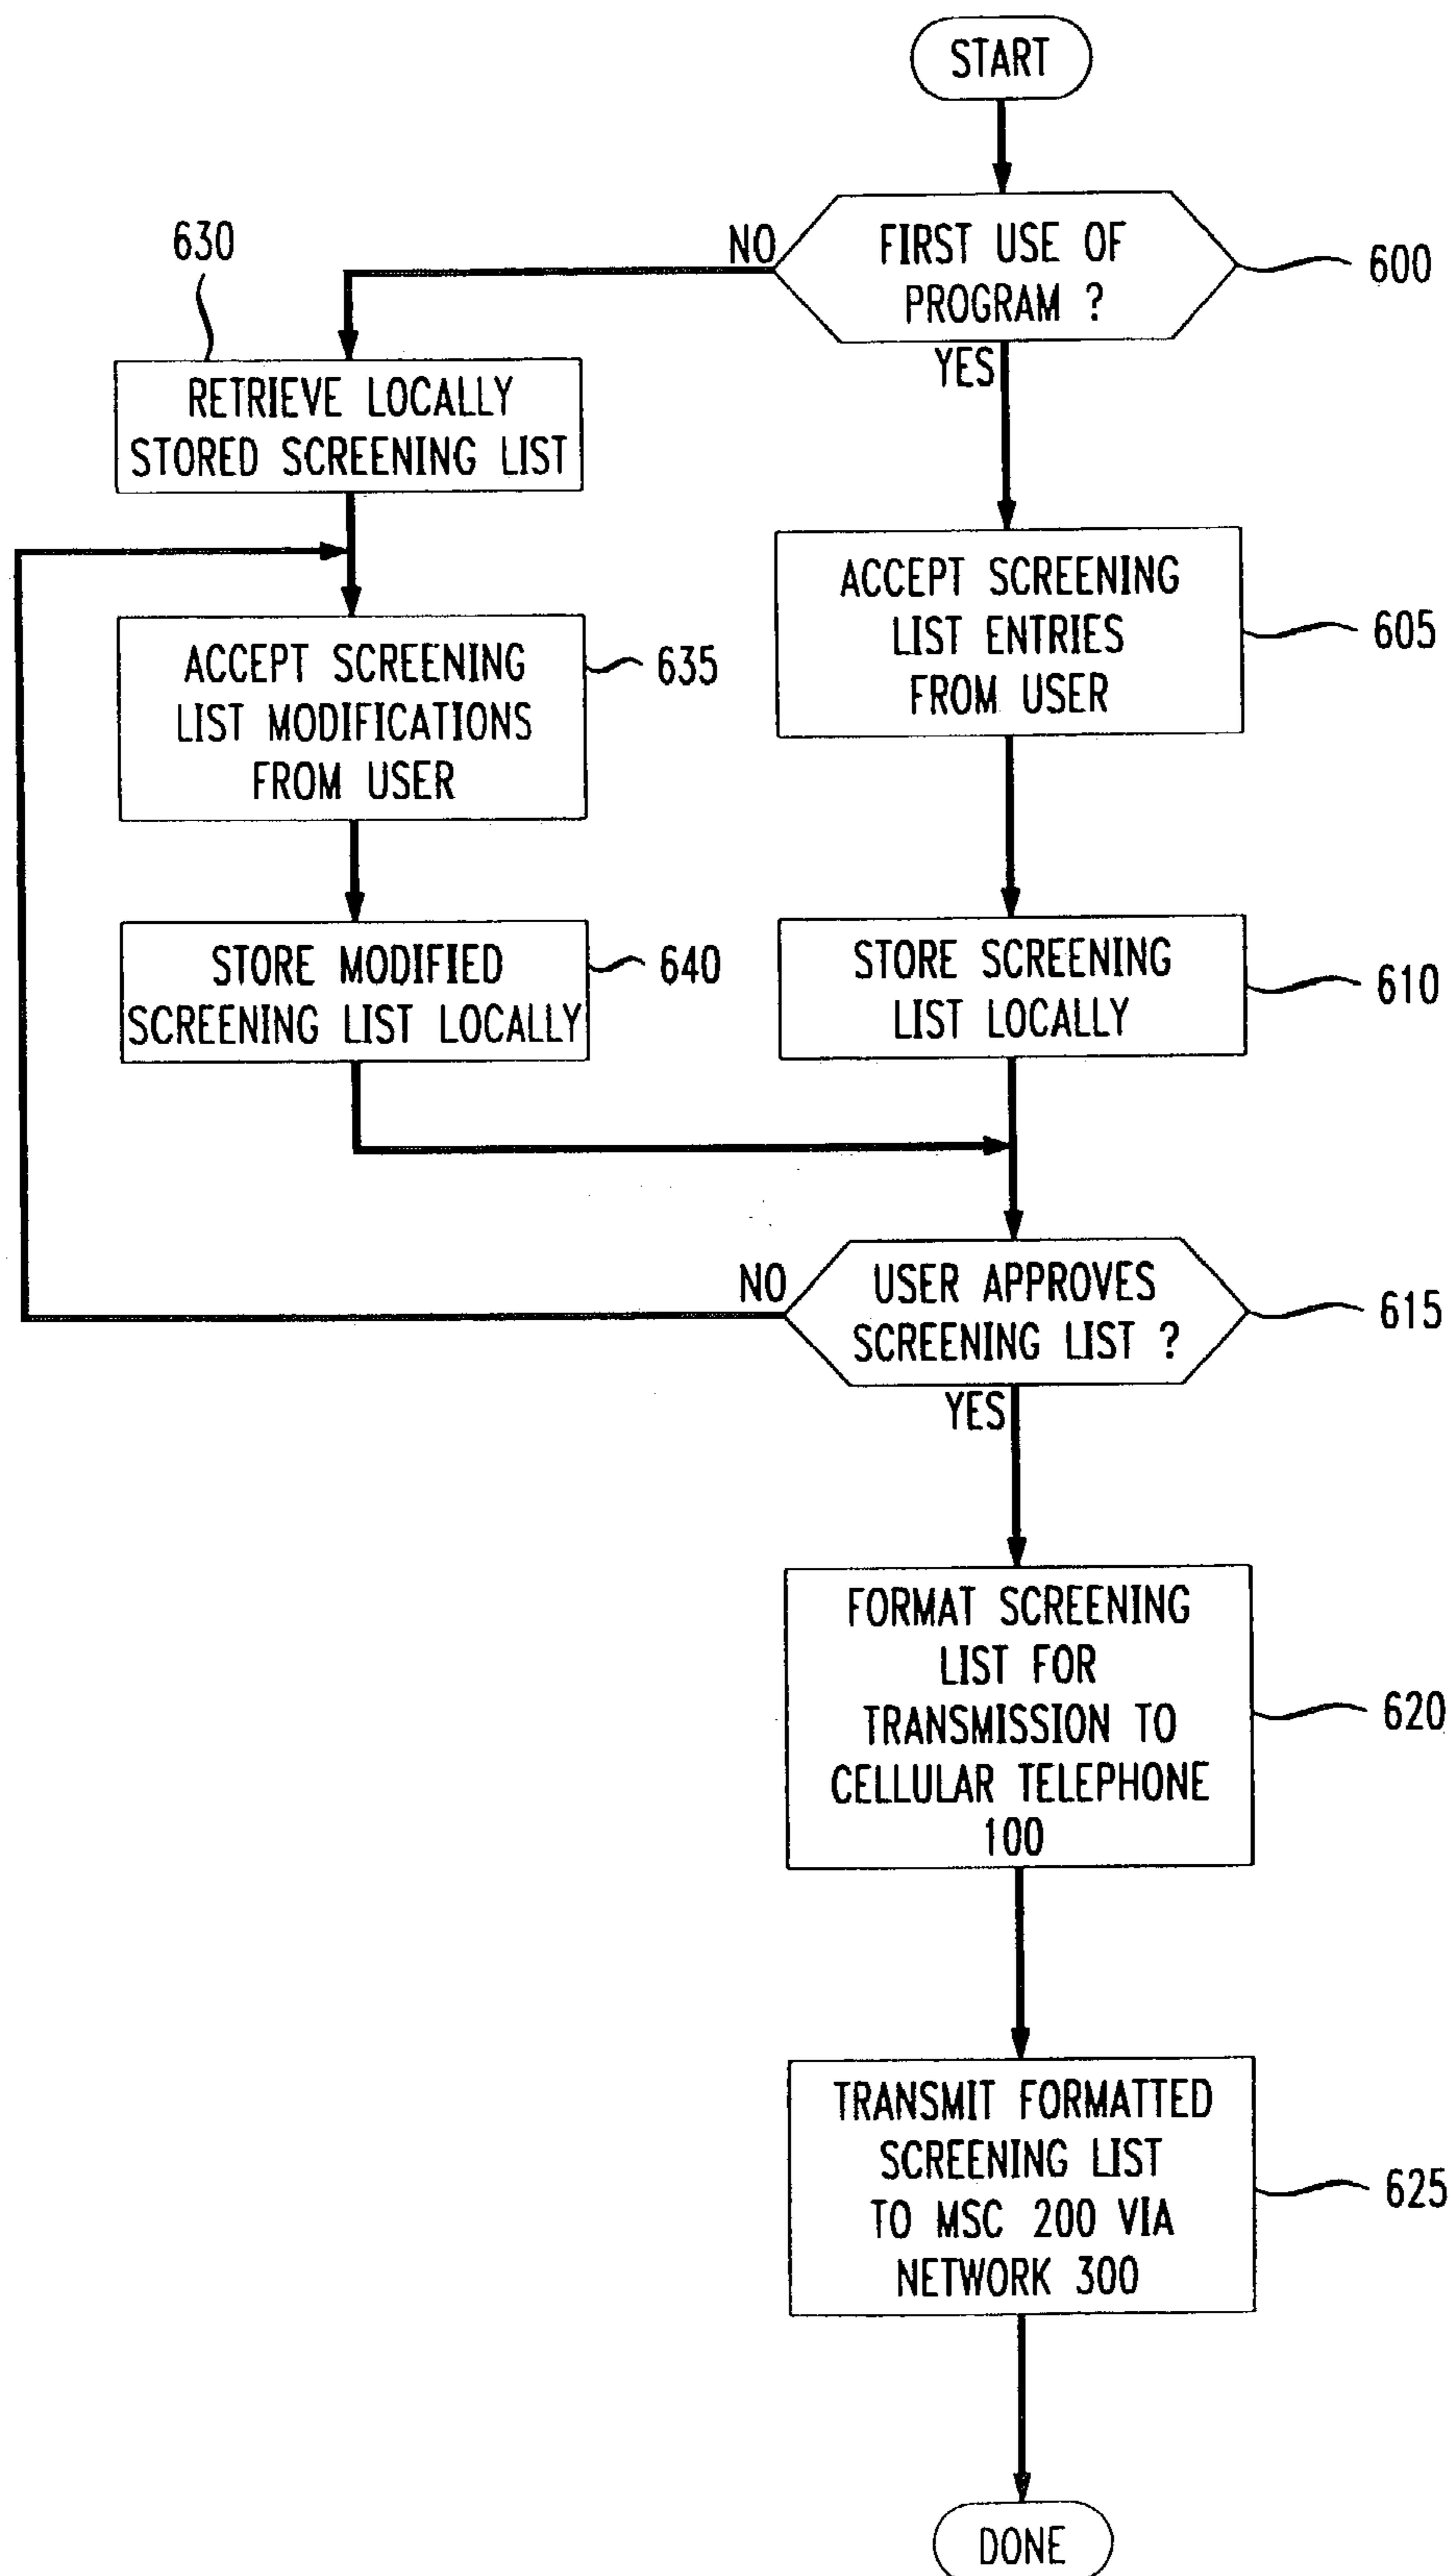 START
FIRST USE OF
PROGRAM ?
600
NO
YES
630
RETRIEVE LOCALLY
STORED SCREENING LIST
ACCEPT SCREENING
LIST MODIFICATIONS
FROM USER
635
STORE MODIFIED
SCREENING LIST LOCALLY
640
ACCEPT SCREENING
LIST ENTRIES
FROM USER
605
STORE SCREENING
LIST LOCALLY
610
USER APPROVES
SCREENING LIST ?
615
NO
YES
FORMAT SCREENING
LIST FOR
TRANSMISSION TO
CELLULAR TELEPHONE
100
620
TRANSMIT FORMATTED
SCREENING LIST
TO MSC 200 VIA
NETWORK 300
625
DONE